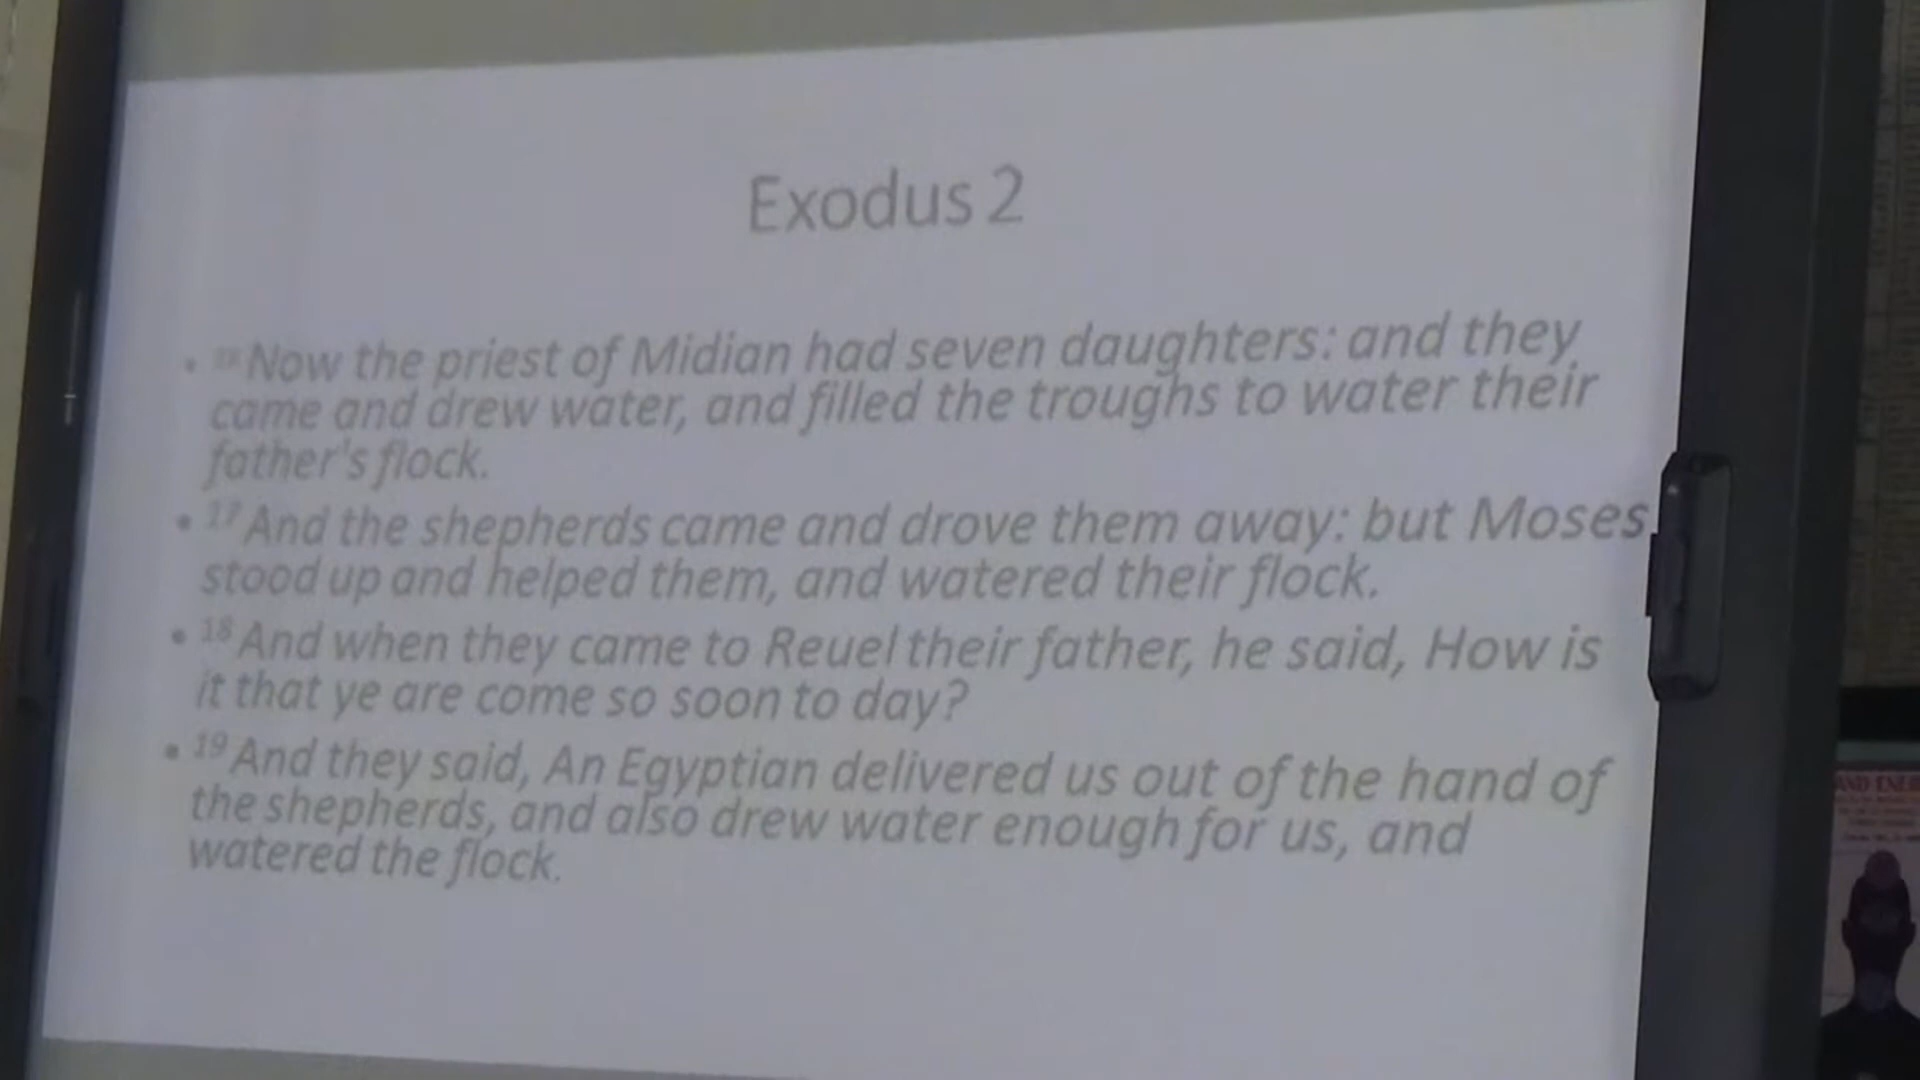 Exodus 2
• 16 Now the priest of Midian had seven daughters: and they
came and drew water, and filled the troughs to water their
father's flock.
• 17 And the shepherds came and drove them away: but Moses
stood up and helped them, and watered their flock.
• 18 And when they came to Reuel their father, he said, How is
it that ye are come so soon to day?
• 19 And they said, An Egyptian delivered us out of the hand of
the shepherds, and also drew water enough for us, and
watered the flock.